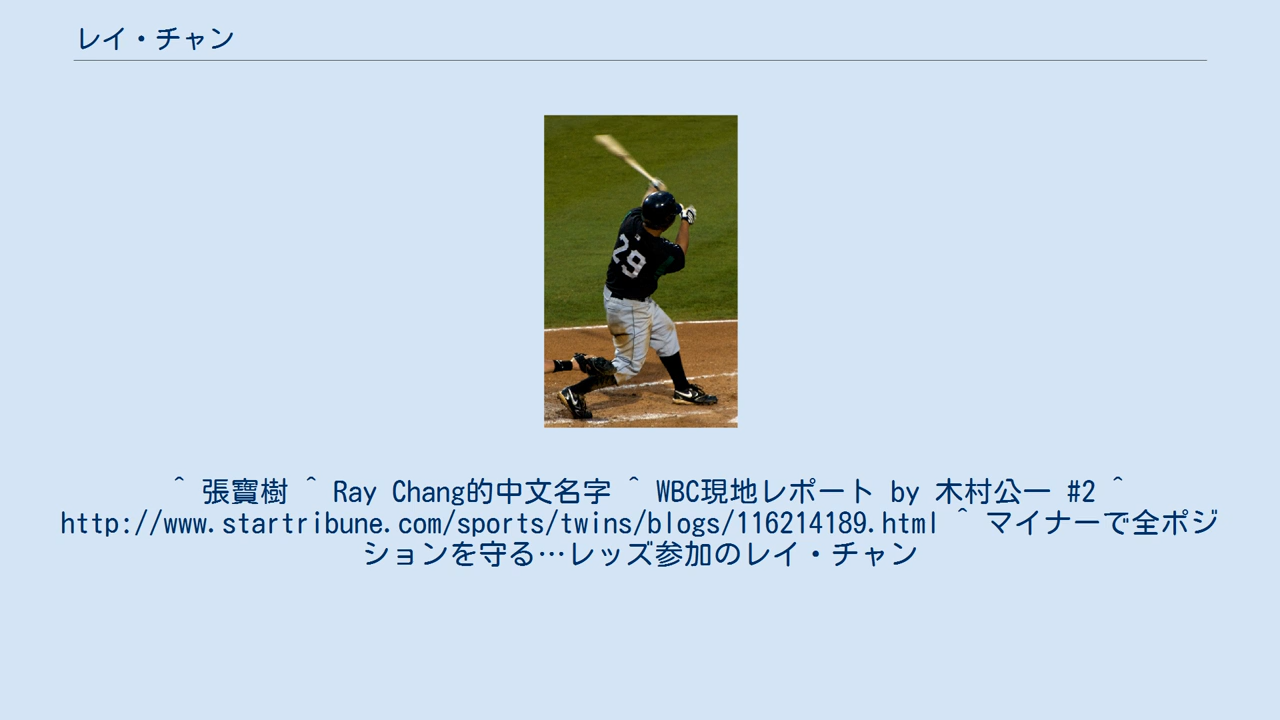 レイ・チャン
29
^ 張寶樹 ^ Ray Chang的中文名字 ^ WBC現地レポート by 木村公一 #2 ^
http://www.startribune.com/sports/twins/blogs/116214189.html ^ マイナーで全ポジ
ションを守る…レッズ参加のレイ・チャン